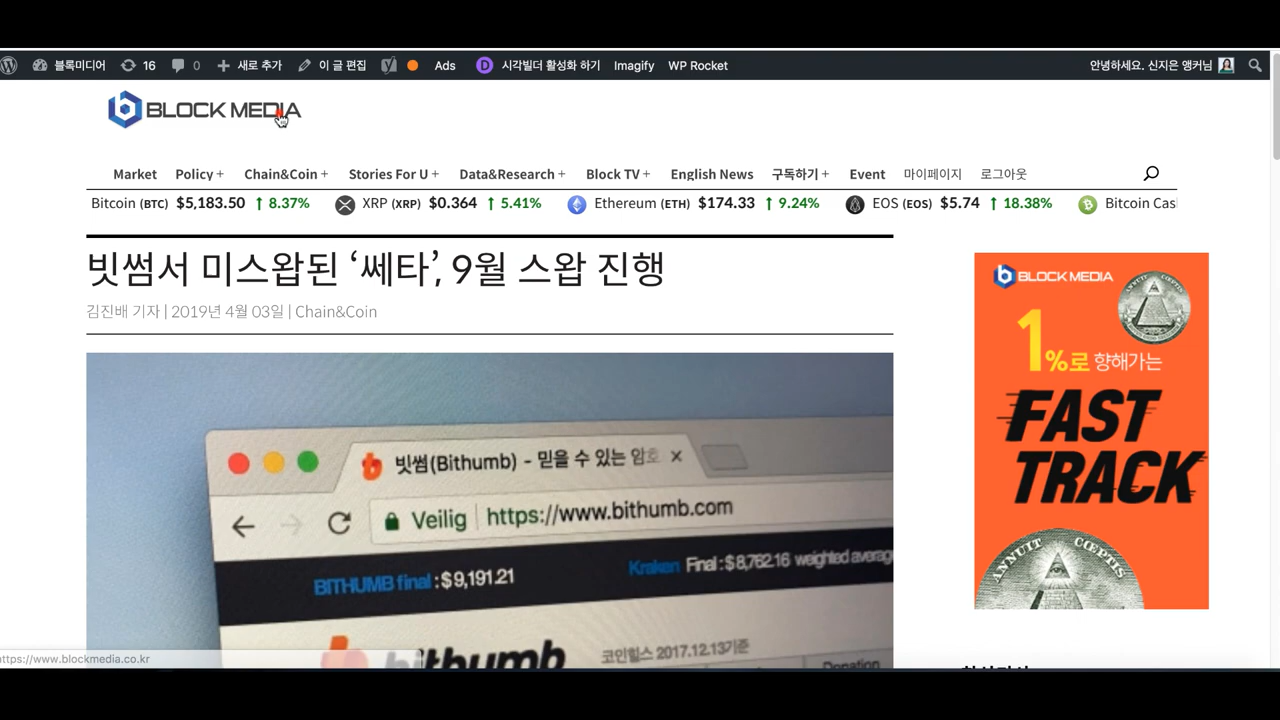 블록미디어 16 0 새로 추가 이 글 편집 Ads D 시각빌더 활성화 하기 Imagify WP Rocket 안녕하세요. 신지은 앵커님
BLOCK MEDIA
Market Policy + Chain&Coin + Stories For U + Data&Research + Block TV + English News 구독하기 + Event 마이페이지 로그아웃
Bitcoin (BTC) $5,183.50 ↑ 8.37% XRP (XRP) $0.364 ↑ 5.41% Ethereum (ETH) $174.33 ↑ 9.24% EOS (EOS) $5.74 ↑ 18.38% Bitcoin Cas
빗썸서 미스왑된 ‘쎄타’, 9월 스왑 진행
김진배 기자 | 2019년 4월 03일 | Chain&Coin
빗썸(Bithumb) - 믿을 수 있는 암호
Veilig https://www.bithumb.com
BITHUMB final : $9,191.21 Kraken Final : $8,762.16 weighted average
bithumb 코인힐스 2017.12.13기준
Donation
BLOCK MEDIA
1%로 향해가는
FAST
TRACK
ANNUIT CŒPTIS
https://www.blockmedia.co.kr